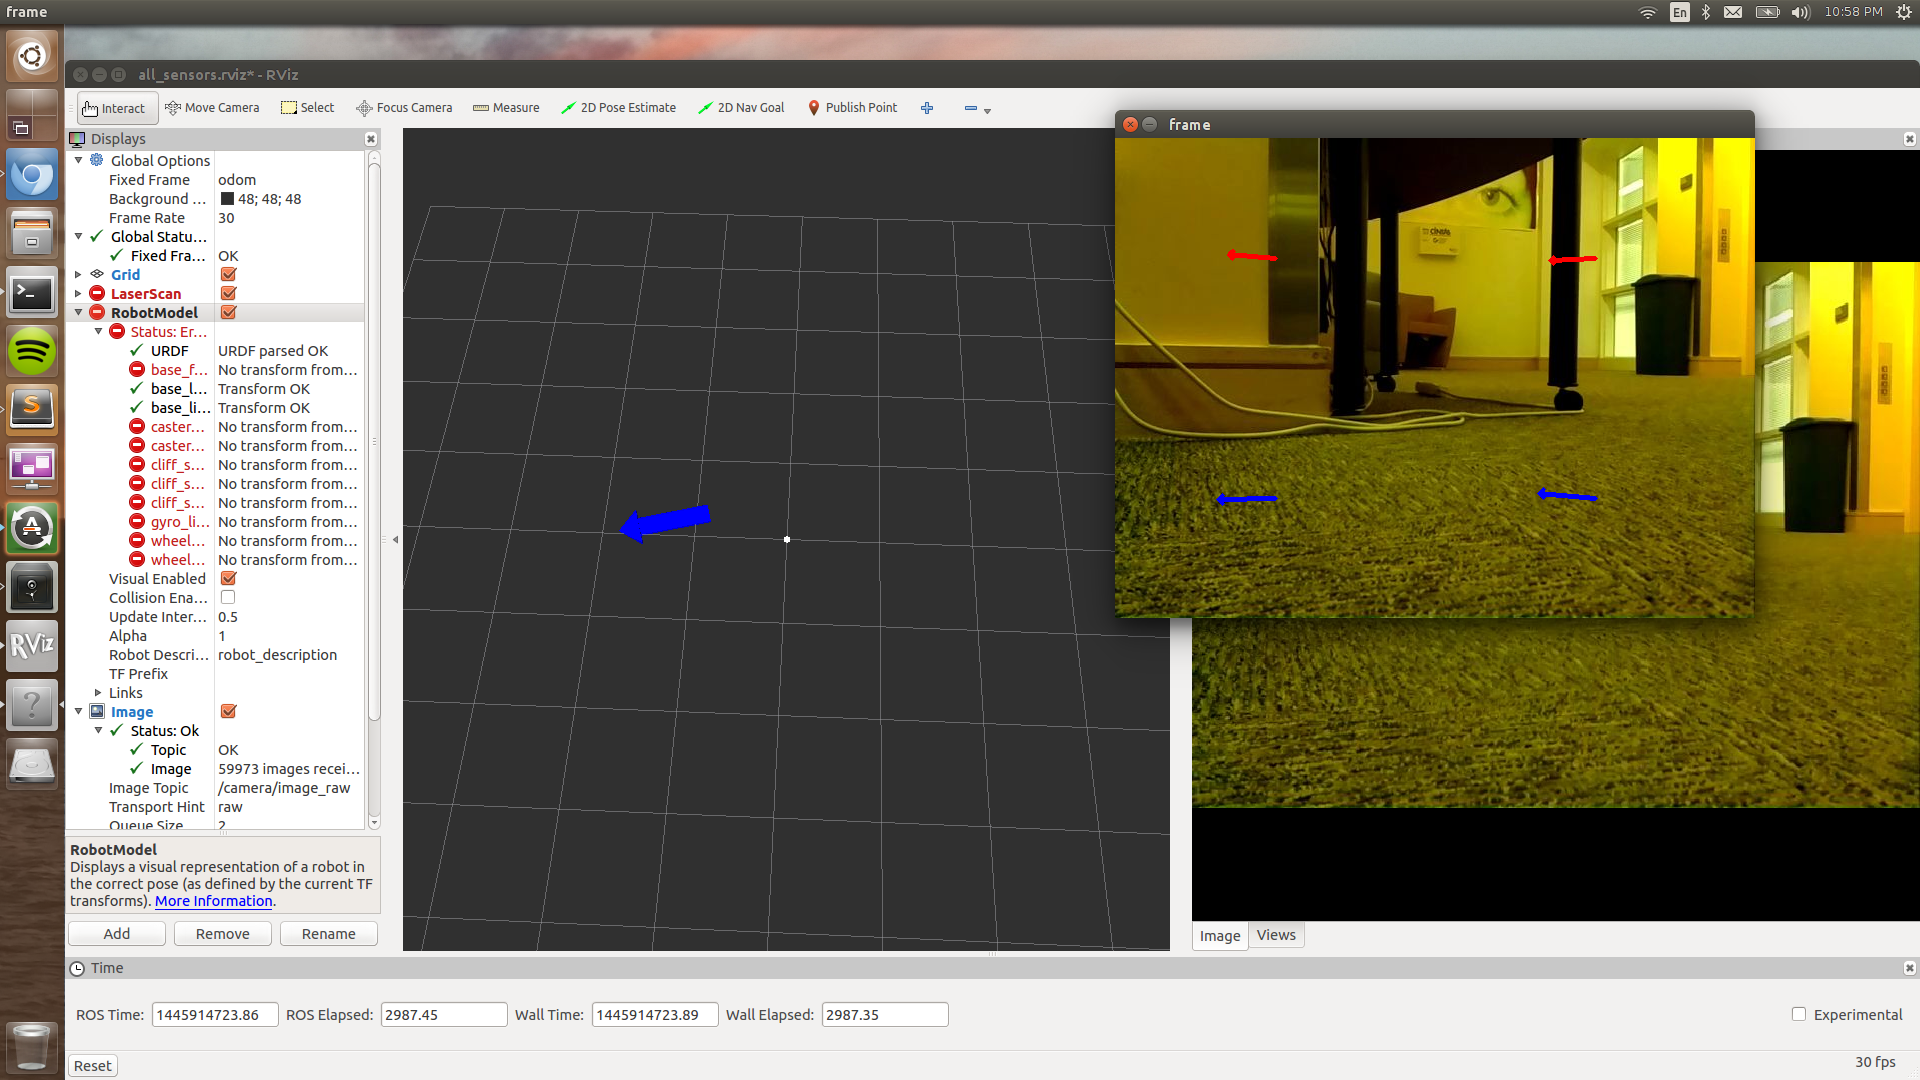 frame
En
10:58 PM
all_sensors.rviz* - RViz
Interact
Move Camera
Select
Focus Camera
Measure
2D Pose Estimate
2D Nav Goal
Publish Point
Displays
Global Options
Fixed Frame odom
Background ... 48; 48; 48
Frame Rate 30
Global Statu...
Fixed Fra... OK
Grid
LaserScan
RobotModel
Status: Er...
URDF URDF parsed OK
base_f... No transform from...
base_l... Transform OK
base_li... Transform OK
caster... No transform from...
caster... No transform from...
cliff_s... No transform from...
cliff_s... No transform from...
cliff_s... No transform from...
gyro_li... No transform from...
wheel... No transform from...
wheel... No transform from...
Visual Enabled
Collision Ena...
Update Inter... 0.5
Alpha 1
Robot Descri... robot_description
TF Prefix
Links
Image
Status: Ok
Topic OK
Image 59973 images recei...
Image Topic /camera/image_raw
Transport Hint raw
Queue Size 2
RobotModel
Displays a visual representation of a robot in
the correct pose (as defined by the current TF
transforms). More Information.
Add
Remove
Rename
frame
Image
Views
Time
ROS Time: 1445914723.86 ROS Elapsed: 2987.45 Wall Time: 1445914723.89 Wall Elapsed: 2987.35
Experimental
Reset
30 fps
RViz